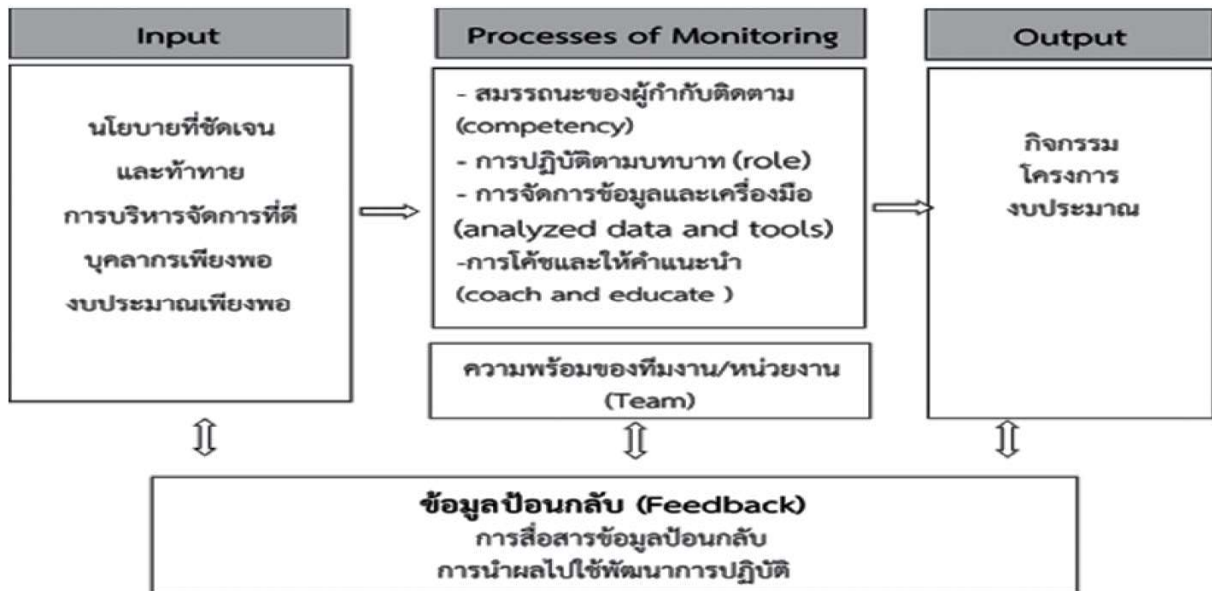 Input
นโยบายที่ชัดเจน
และท้าทาย
การบริหารจัดการที่ดี
บุคลากรเพียงพอ
งบประมาณเพียงพอ
Processes of Monitoring
- สมรรถนะของผู้กำกับติดตาม
(competency)
- การปฏิบัติตามบทบาท (role)
- การจัดการข้อมูลและเครื่องมือ
(analyzed data and tools)
-การโค้ชและให้คำแนะนำ
(coach and educate )
ความพร้อมของทีมงาน/หน่วยงาน
(Team)
Output
กิจกรรม
โครงการ
งบประมาณ
ข้อมูลป้อนกลับ (Feedback)
การสื่อสารข้อมูลป้อนกลับ
การนำผลไปใช้พัฒนาการปฏิบัติ